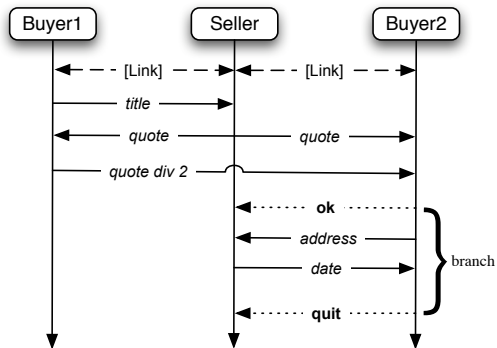 Buyer1 Seller Buyer2
[Link] [Link]
title
quote quote
quote div 2
ok
address
branch
date
quit